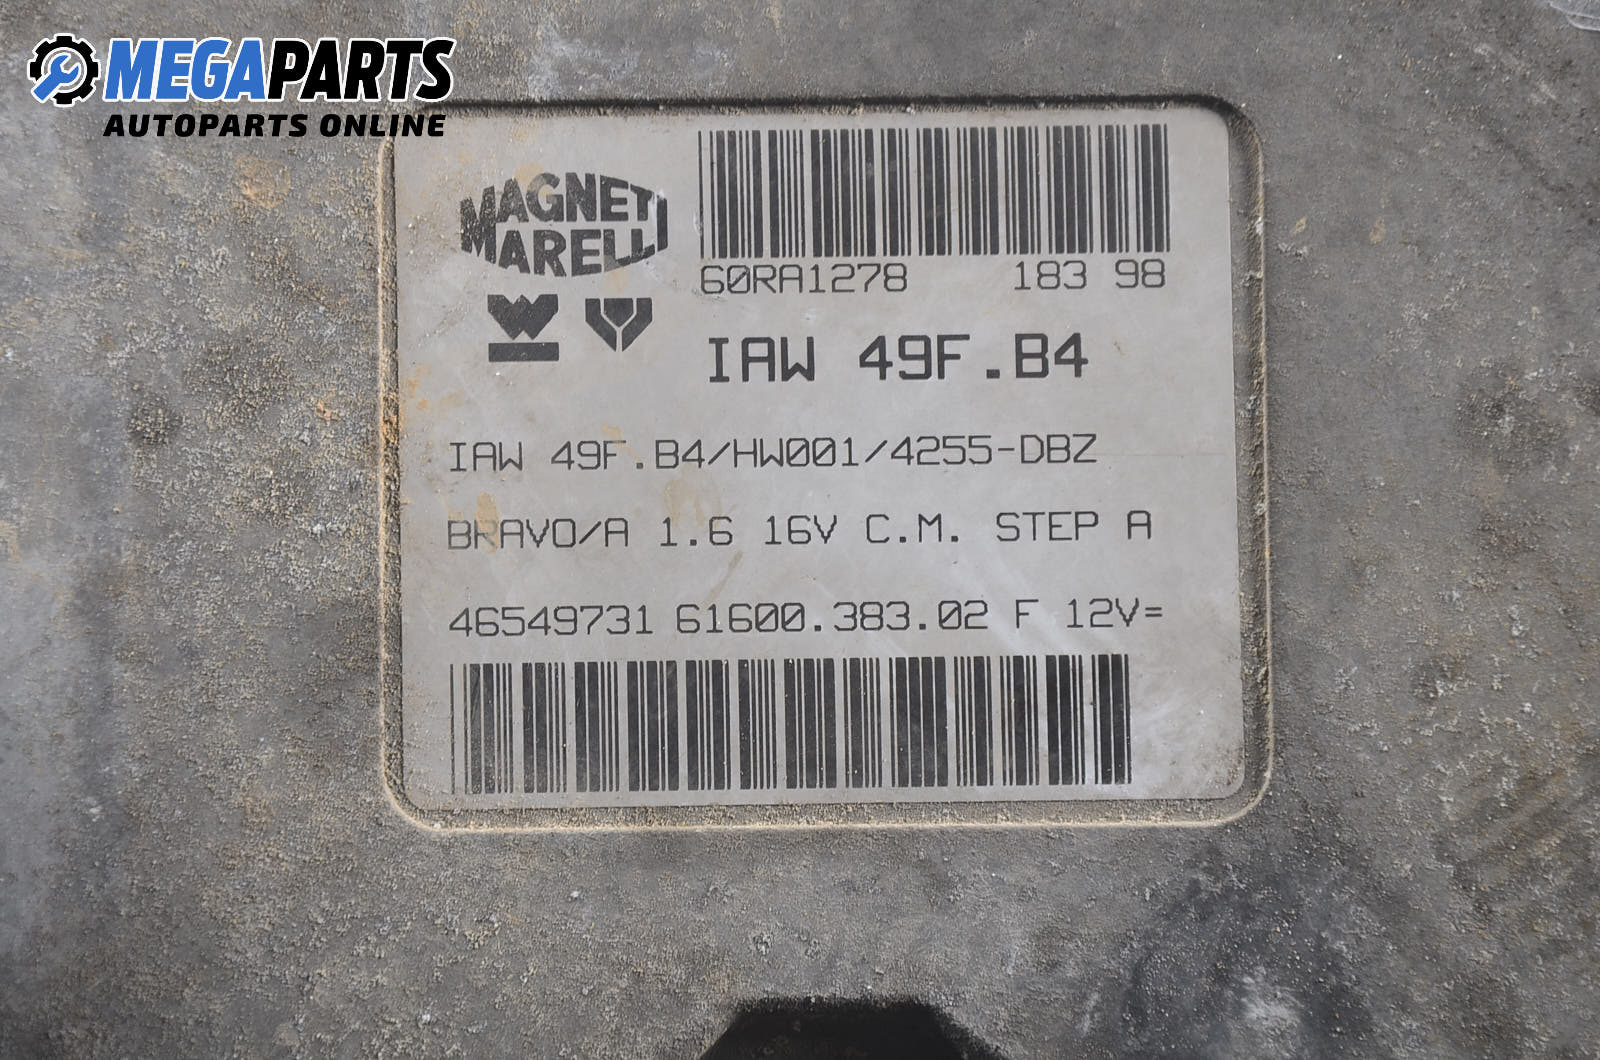 MEGAPARTS
AUTOPARTS ONLINE
MAGNETI
MARELLI
60RA1278 183 98
IAW 49F.B4
IAW 49F.B4/HW001/4255-DBZ
BRAVO/A 1.6 16V C.M. STEP A
46549731 61600.383.02 F 12V=